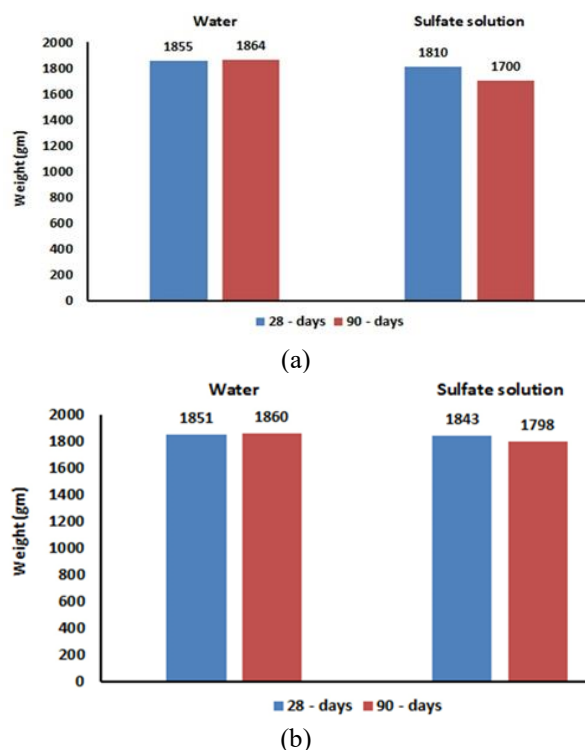 Water Sulfate solution
2000
1800
1600
1400
1200
1000
800
600
400
200
0
Weight (gm)
1855 1864 1810 1700
28 - days 90 - days
(a)
Water Sulfate solution
2000
1800
1600
1400
1200
1000
800
600
400
200
0
Weight (gm)
1851 1860 1843 1798
28 - days 90 - days
(b)